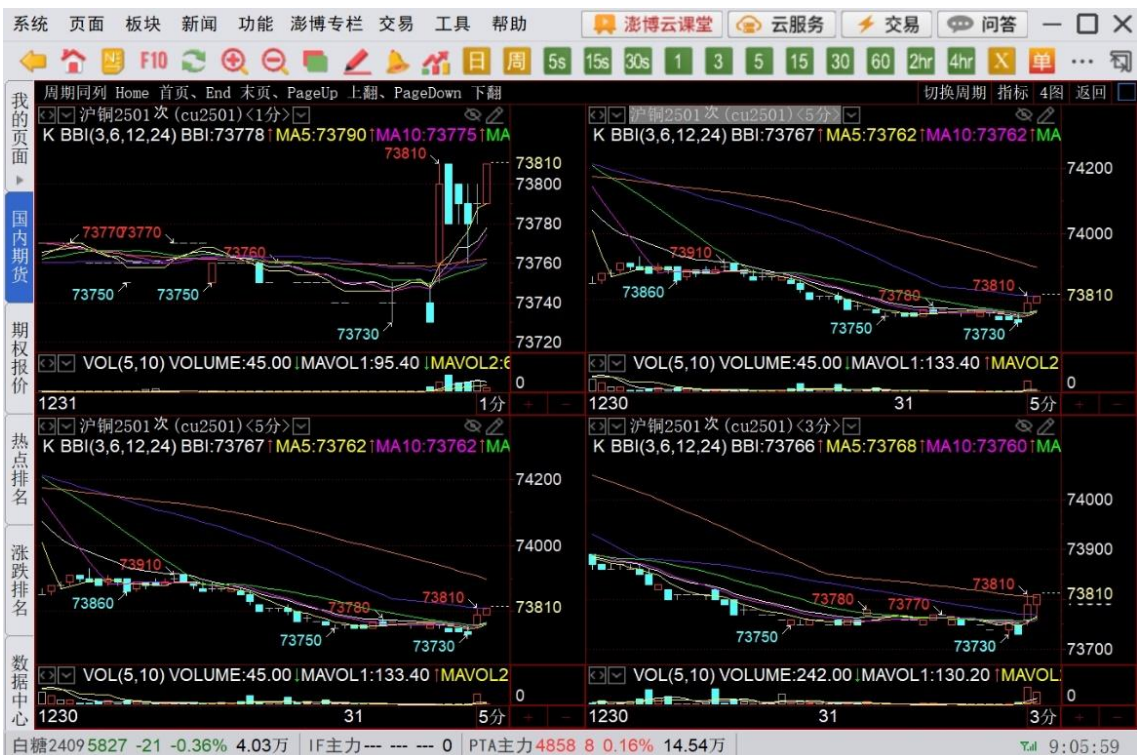 系统 页面 板块 新闻 功能 澎博专栏 交易 工具 帮助 澎博云课堂 云服务 交易 问答
F10 日 周 5s 15s 30s 1 3 5 15 30 60 2hr 4hr X 单
周期同列 Home 首页、End 末页、PageUp 上翻、PageDown 下翻 切换周期 指标 4图 返回
我的页面
国内期货
期权报价
热点排名
涨跌排名
数据中心
沪铜2501次(cu2501)<1分>
K BBI(3,6,12,24) BBI:73778↑MA5:73790↑MA10:73775↑MA
73810
73810
73800
73780
73770
73770
73760
73760
73750
73750
73740
73730
73720
VOL(5,10) VOLUME:45.00↓MAVOL1:95.40↓MAVOL2:6
0
1231 1分
沪铜2501次(cu2501)<5分>
K BBI(3,6,12,24) BBI:73767↑MA5:73762↑MA10:73762↑MA
74200
74000
73910
73860
73810
73810
73780
73750
73730
VOL(5,10) VOLUME:45.00↓MAVOL1:133.40↑MAVOL2
0
1230 31 5分
沪铜2501次(cu2501)<5分>
K BBI(3,6,12,24) BBI:73767↑MA5:73762↑MA10:73762↑MA
74200
74000
73910
73860
73810
73810
73780
73750
73730
VOL(5,10) VOLUME:45.00↓MAVOL1:133.40↑MAVOL2
0
1230 31 5分
沪铜2501次(cu2501)<3分>
K BBI(3,6,12,24) BBI:73766↑MA5:73768↑MA10:73760↑MA
74000
73900
73810
73810
73780
73770
73750
73730
73700
VOL(5,10) VOLUME:242.00↓MAVOL1:130.20↑MAVOL:
0
1230 31 3分
白糖2409 5827 -21 -0.36% 4.03万 IF主力--- --- --- 0 PTA主力4858 8 0.16% 14.54万 9:05:59